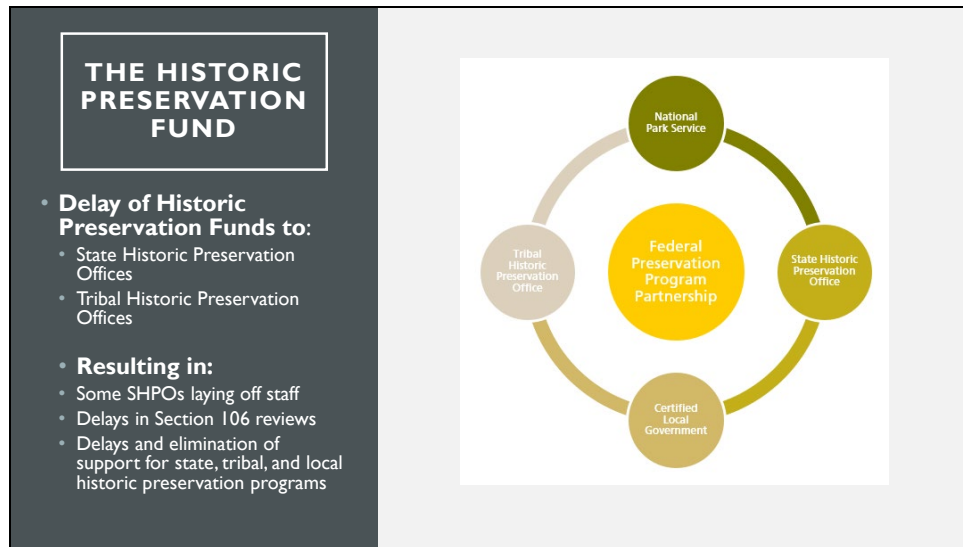 THE HISTORIC
PRESERVATION
FUND
• Delay of Historic
Preservation Funds to:
• State Historic Preservation
Offices
• Tribal Historic Preservation
Offices
• Resulting in:
• Some SHPOs laying off staff
• Delays in Section 106 reviews
• Delays and elimination of
support for state, tribal, and local
historic preservation programs
National
Park Service
Tribal
Historic
Preservation
Office
Federal
Preservation
Program
Partnership
State Historic
Preservation
Office
Certified
Local
Government